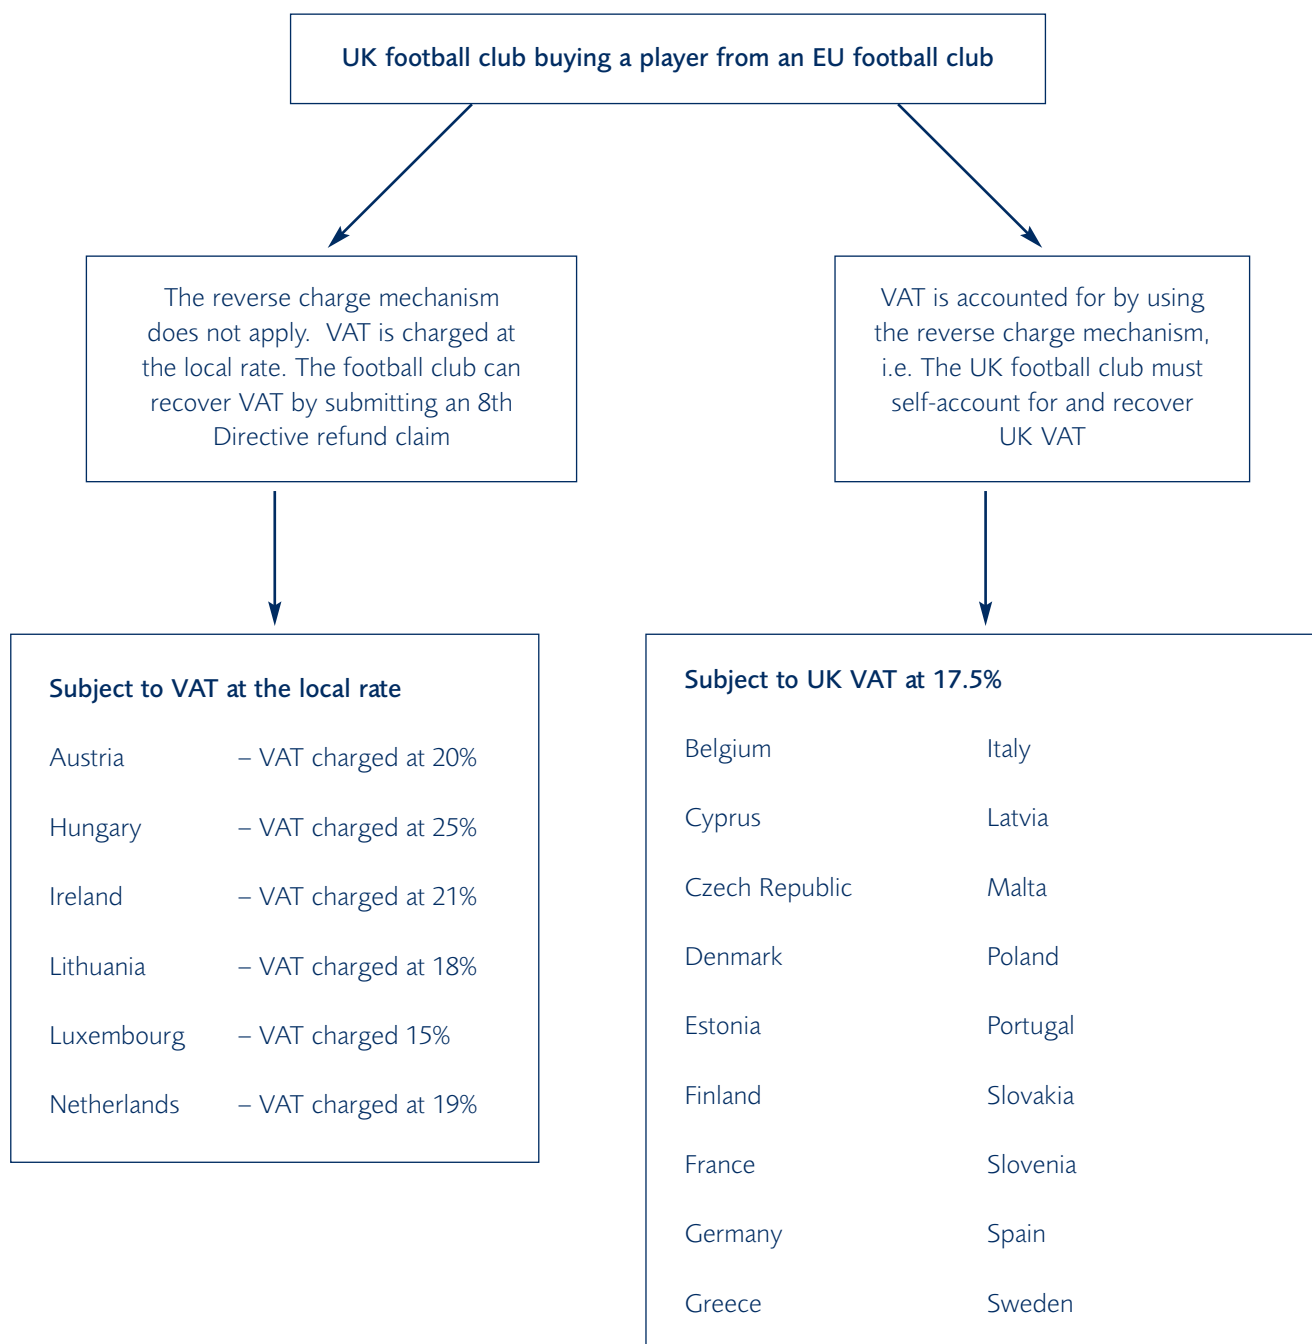 UK football club buying a player from an EU football club
The reverse charge mechanism
does not apply.  VAT is charged at
the local rate. The football club can
recover VAT by submitting an 8th
Directive refund claim
VAT is accounted for by using
the reverse charge mechanism,
i.e. The UK football club must
self-account for and recover
UK VAT
Subject to VAT at the local rate
Austria – VAT charged at 20%
Hungary – VAT charged at 25%
Ireland – VAT charged at 21%
Lithuania – VAT charged at 18%
Luxembourg – VAT charged 15%
Netherlands – VAT charged at 19%
Subject to UK VAT at 17.5%
Belgium Italy
Cyprus Latvia
Czech Republic Malta
Denmark Poland
Estonia Portugal
Finland Slovakia
France Slovenia
Germany Spain
Greece Sweden